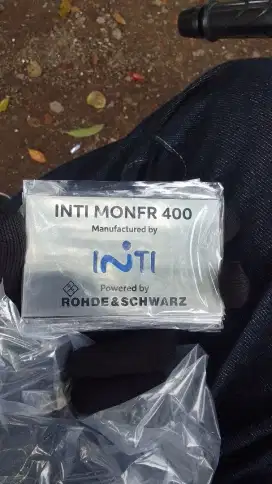 INTI MONFR 400
Manufactured by
INTI
Powered by
ROHDE&SCHWARZ